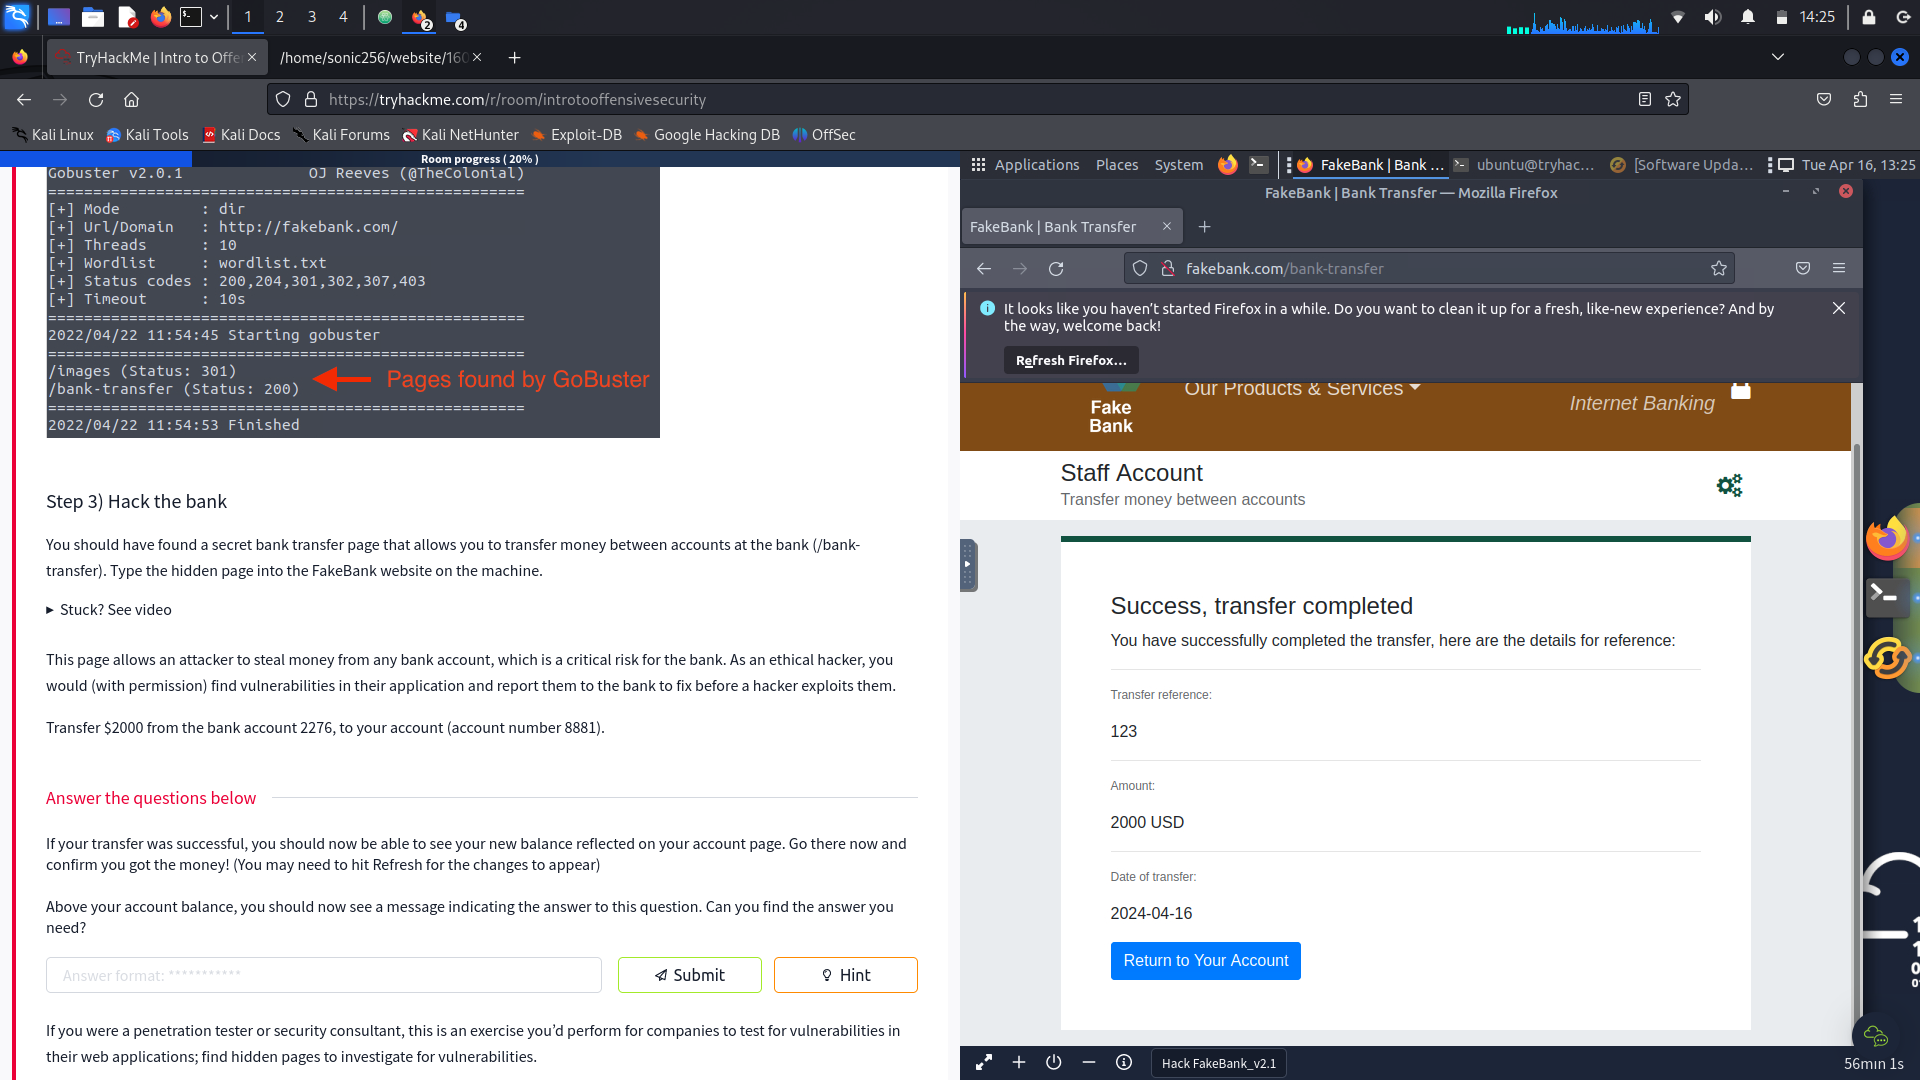 1 2 3 4 2 4 14:25
TryHackMe | Intro to Offe
/home/sonic256/website/160
https://tryhackme.com/r/room/introtooffensivesecurity
Kali Linux Kali Tools Kali Docs Kali Forums Kali NetHunter Exploit-DB Google Hacking DB OffSec
Room progress ( 20% )
Gobuster v2.0.1 OJ Reeves (@TheColonial)
=====================================================
[+] Mode : dir
[+] Url/Domain : http://fakebank.com/
[+] Threads : 10
[+] Wordlist : wordlist.txt
[+] Status codes : 200,204,301,302,307,403
[+] Timeout : 10s
=====================================================
2022/04/22 11:54:45 Starting gobuster
=====================================================
/images (Status: 301)
/bank-transfer (Status: 200)
Pages found by GoBuster
=====================================================
2022/04/22 11:54:53 Finished
Step 3) Hack the bank
You should have found a secret bank transfer page that allows you to transfer money between accounts at the bank (/bank-
transfer). Type the hidden page into the FakeBank website on the machine.
Stuck? See video
This page allows an attacker to steal money from any bank account, which is a critical risk for the bank. As an ethical hacker, you
would (with permission) find vulnerabilities in their application and report them to the bank to fix before a hacker exploits them.
Transfer $2000 from the bank account 2276, to your account (account number 8881).
Answer the questions below
If your transfer was successful, you should now be able to see your new balance reflected on your account page. Go there now and
confirm you got the money! (You may need to hit Refresh for the changes to appear)
Above your account balance, you should now see a message indicating the answer to this question. Can you find the answer you
need?
Answer format: ***********
Submit
Hint
If you were a penetration tester or security consultant, this is an exercise you’d perform for companies to test for vulnerabilities in
their web applications; find hidden pages to investigate for vulnerabilities.
Applications Places System FakeBank | Bank ... ubuntu@tryhac... [Software Upda... Tue Apr 16, 13:25
FakeBank | Bank Transfer — Mozilla Firefox
FakeBank | Bank Transfer
fakebank.com/bank-transfer
It looks like you haven’t started Firefox in a while. Do you want to clean it up for a fresh, like-new experience? And by
the way, welcome back!
Refresh Firefox...
Fake
Bank
Our Products & Services
Internet Banking
Staff Account
Transfer money between accounts
Success, transfer completed
You have successfully completed the transfer, here are the details for reference:
Transfer reference:
123
Amount:
2000 USD
Date of transfer:
2024-04-16
Return to Your Account
Hack FakeBank_v2.1
56min 1s